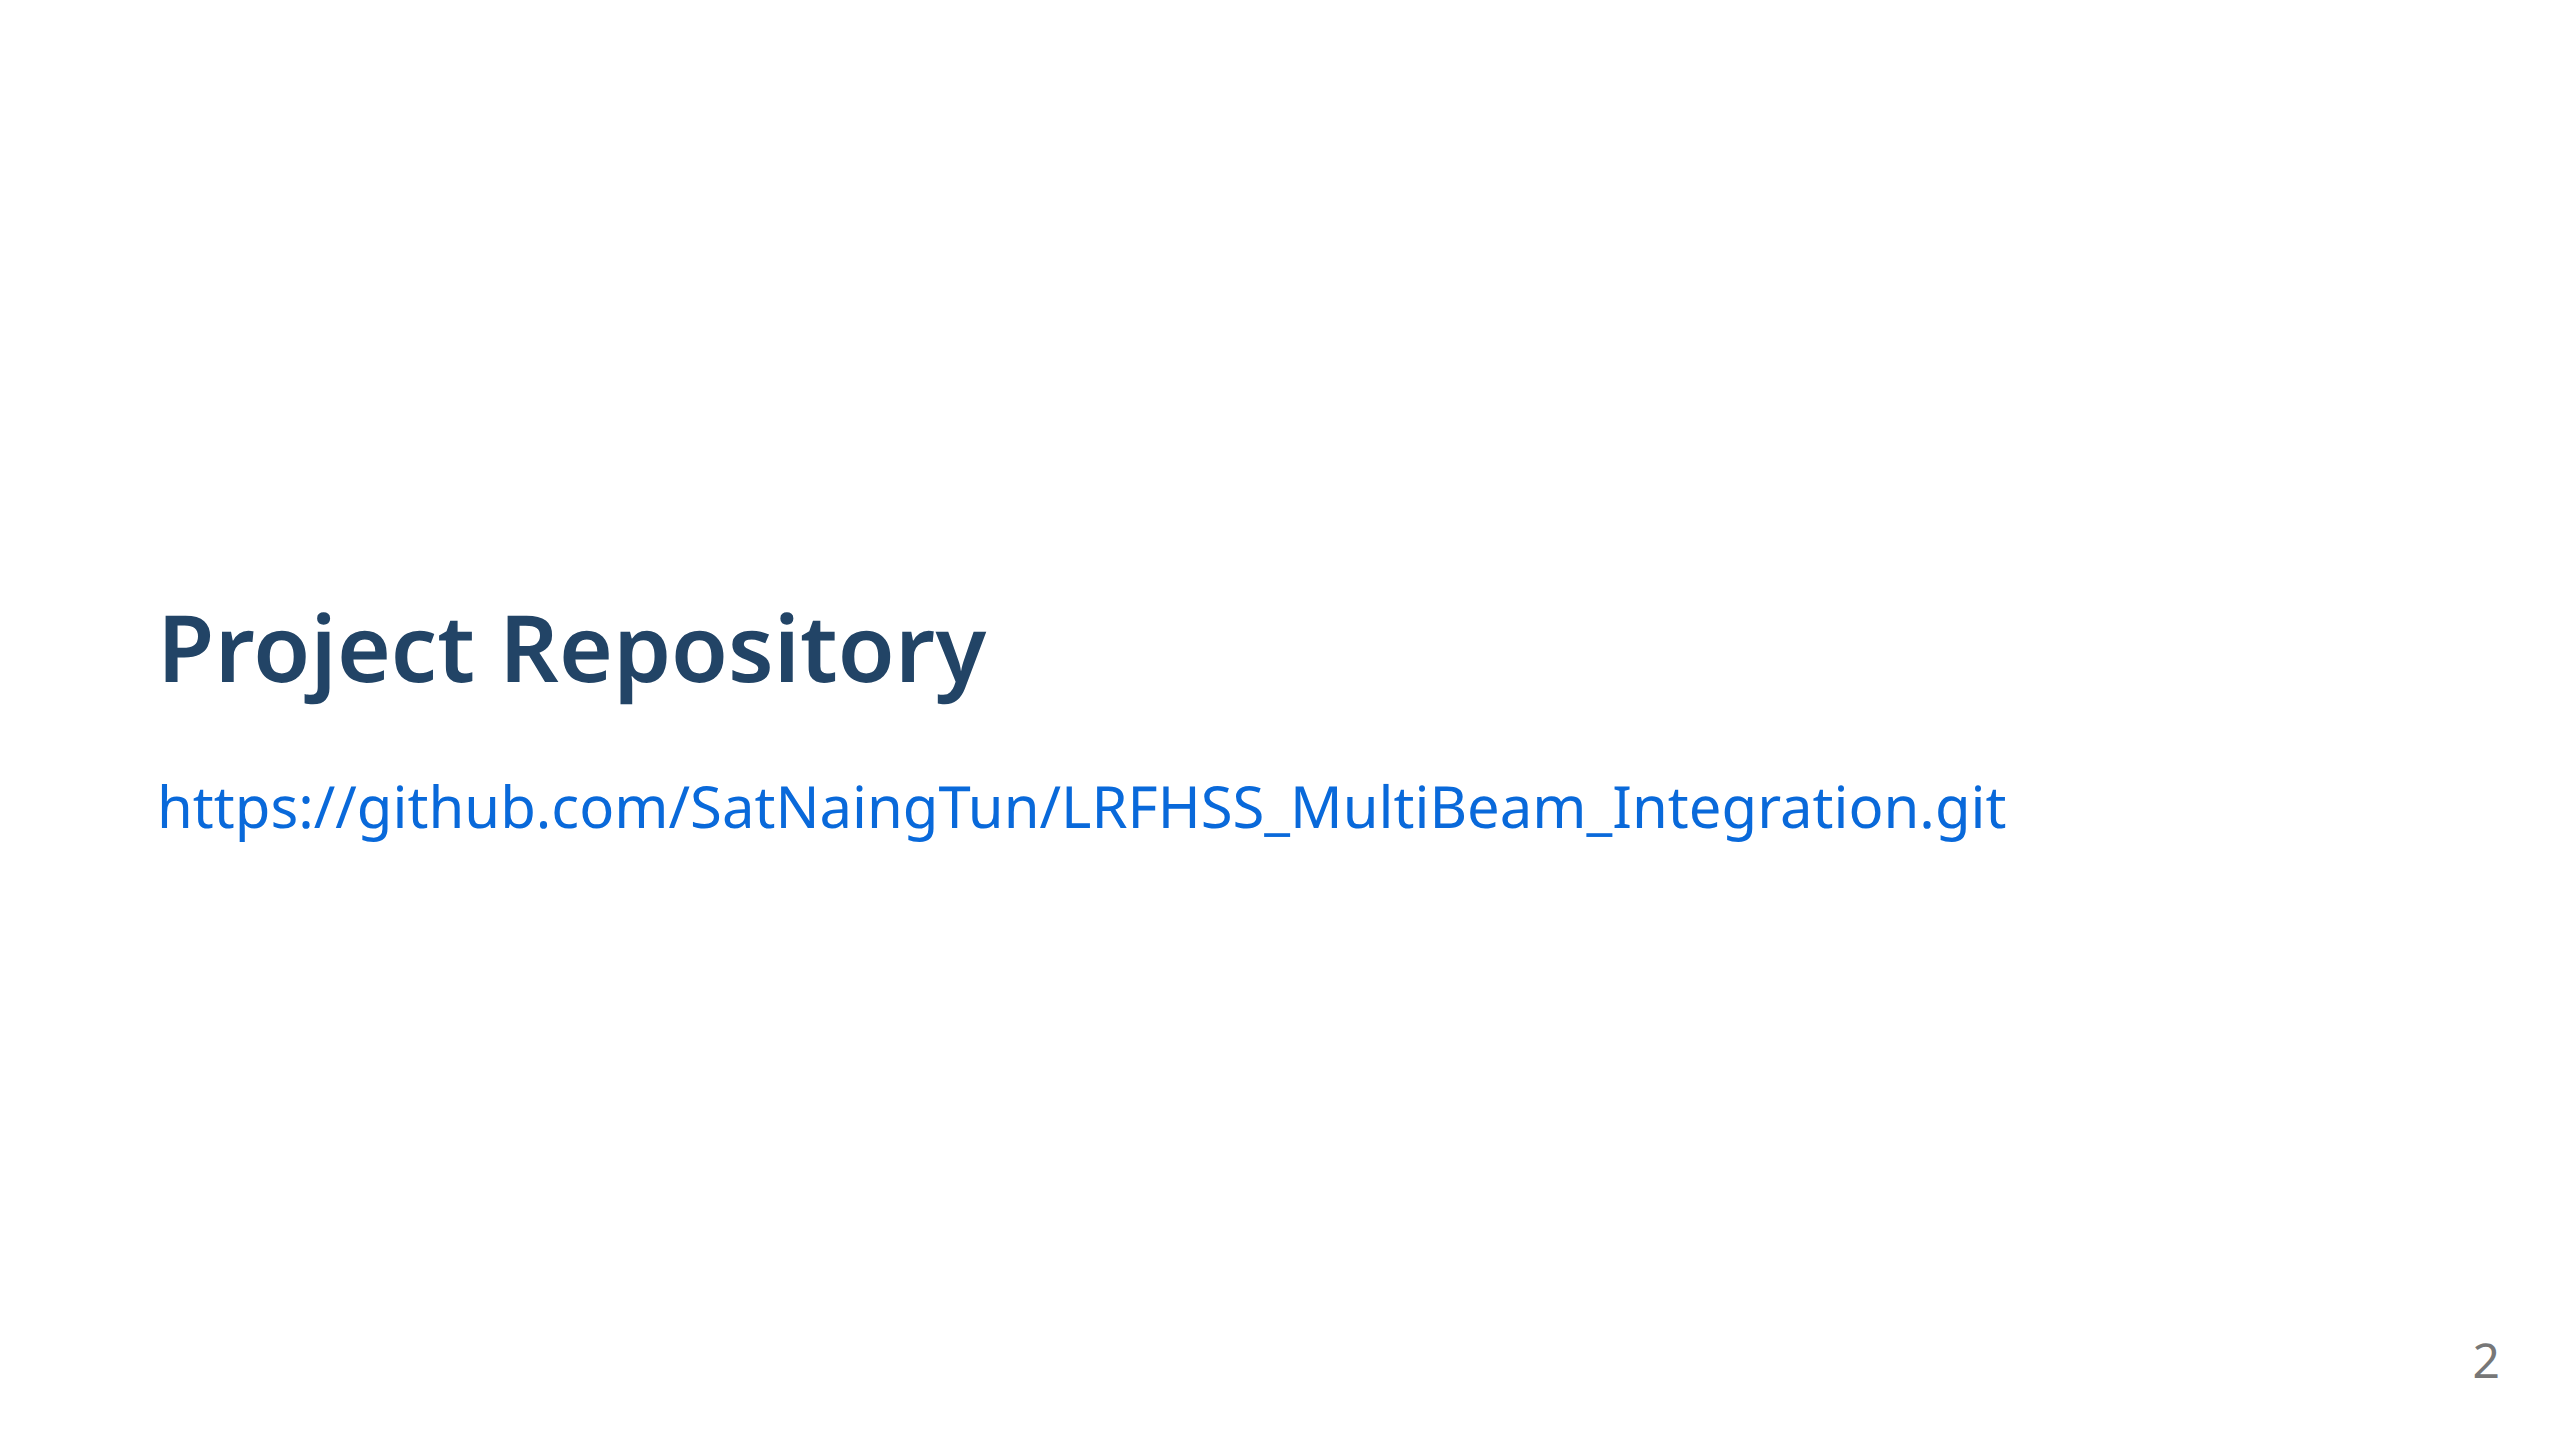 Project Repository
https://github.com/SatNaingTun/LRFHSS_MultiBeam_Integration.git
2